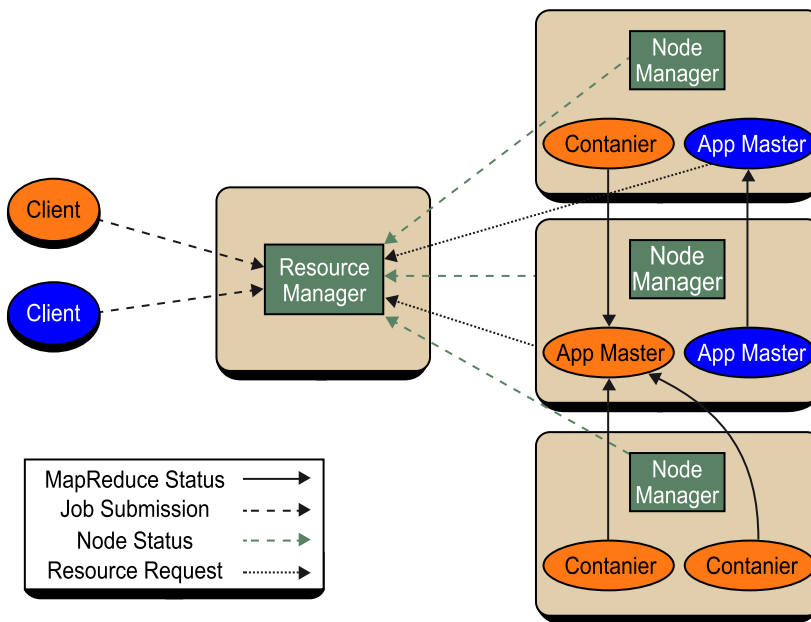 Node
Manager
Contanier
App Master
Client
Resource
Manager
Node
Manager
Client
App Master
App Master
MapReduce Status
Job Submission
Node Status
Resource Request
Node
Manager
Contanier
Contanier